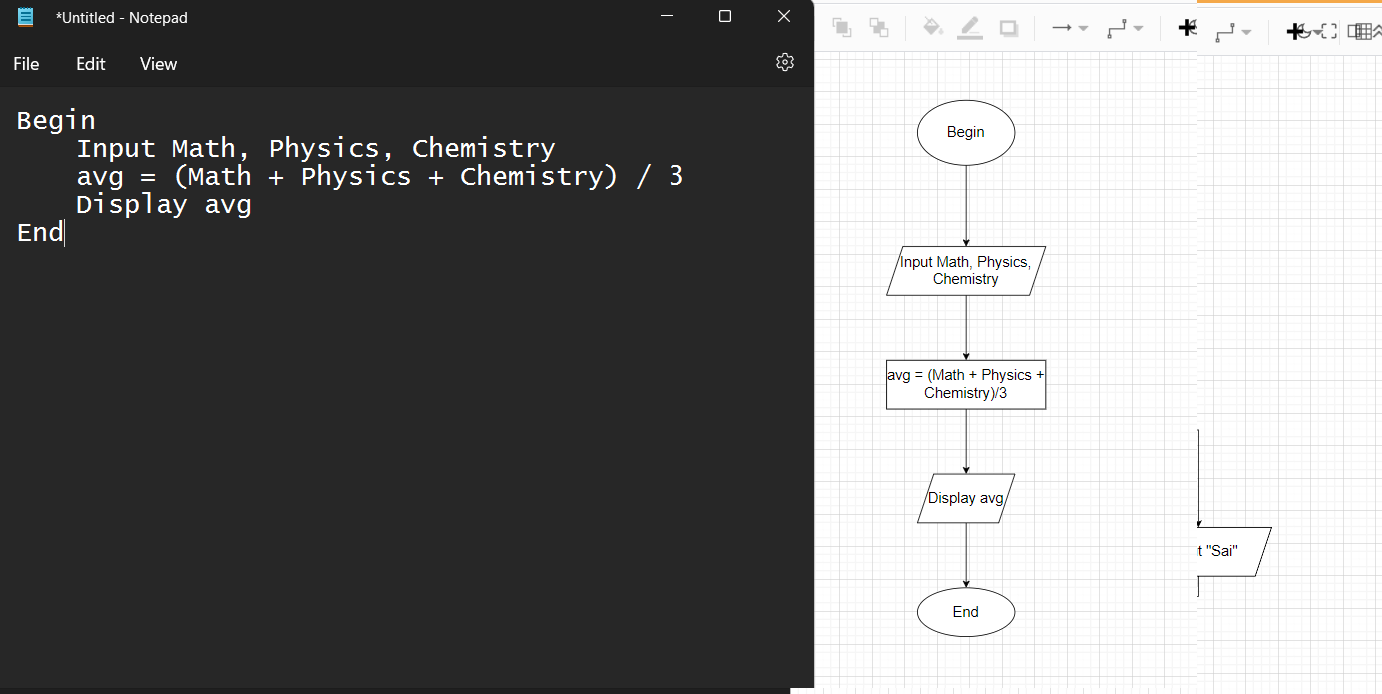 *Untitled - Notepad
File Edit View
Begin
Input Math, Physics, Chemistry
avg = (Math + Physics + Chemistry) / 3
Display avg
End
Begin
Input Math, Physics,
Chemistry
avg = (Math + Physics +
Chemistry)/3
Display avg
End
t "Sai"